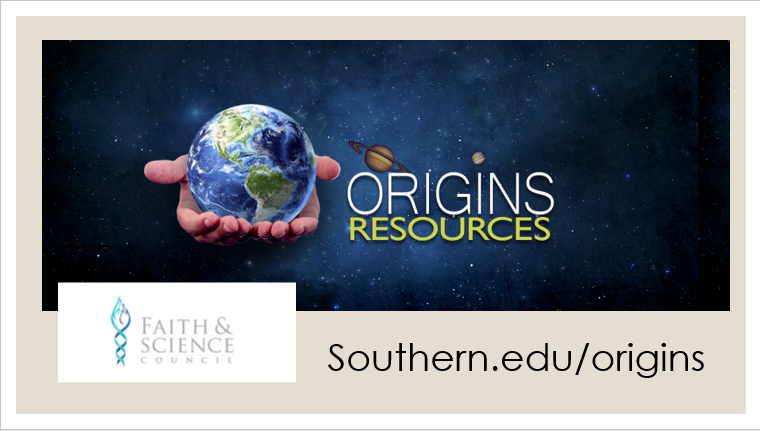 ORIGINS
RESOURCES
FAITH &
SCIENCE
COUNCIL
Southern.edu/origins